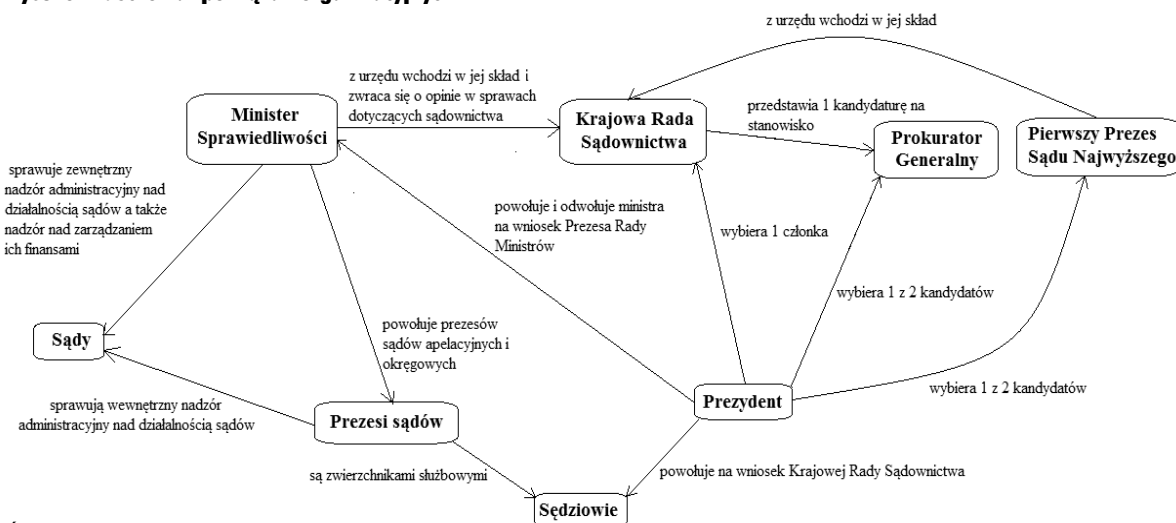 z urzędu wchodzi w jej skład
z urzędu wchodzi w jej skład i
zwraca się o opinie w sprawach
dotyczących sądownictwa
Minister
Sprawiedliwości
Krajowa Rada
Sądownictwa
przedstawia 1 kandydaturę na
stanowisko
Prokurator
Generalny
Pierwszy Prezes
Sądu Najwyższego
sprawuje zewnętrzny
nadzór administracyjny nad
działalnością sądów a także
nadzór nad zarządzaniem
ich finansami
powołuje i odwołuje ministra
na wniosek Prezesa Rady
Ministrów
wybiera 1 członka
wybiera 1 z 2 kandydatów
Sądy
powołuje prezesów
sądów apelacyjnych i
okręgowych
wybiera 1 z 2 kandydatów
sprawują wewnętrzny nadzór
administracyjny nad działalnością sądów
Prezesi sądów
Prezydent
są zwierzchnikami służbowymi
powołuje na wniosek Krajowej Rady Sądownictwa
Sędziowie